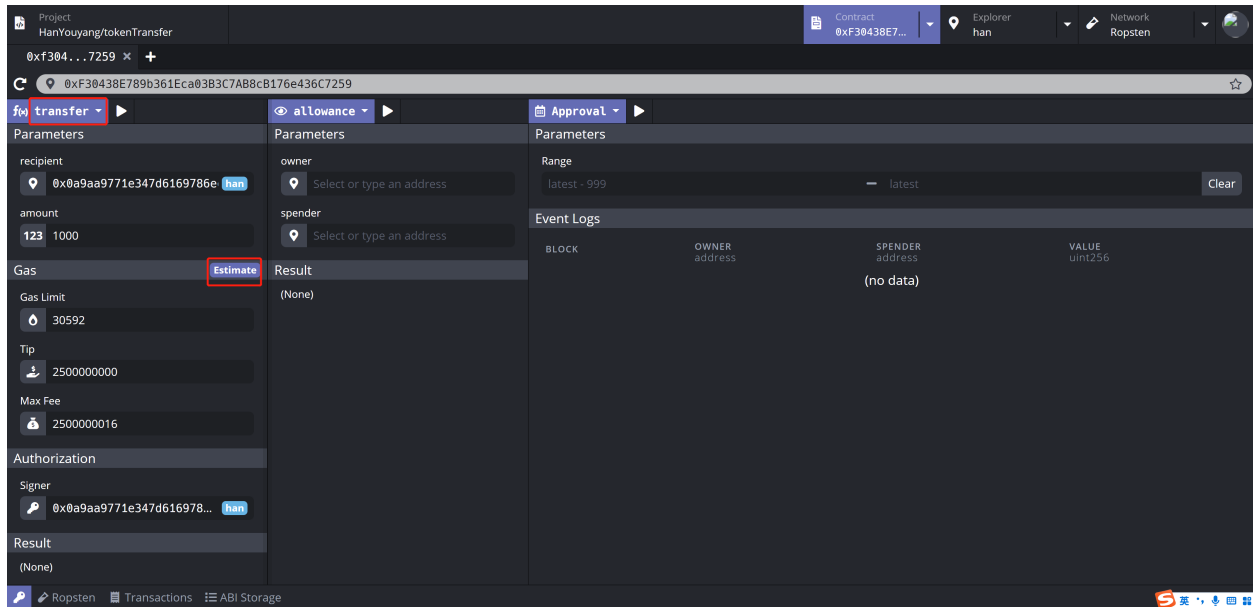 Project
HanYouyang/tokenTransfer
Contract
0xF30438E7...
Explorer
han
Network
Ropsten
0xf304...7259 × +
0xF30438E789b361Eca03B3C7AB8cB176e436C7259
f(x) transfer
Parameters
recipient
0x0a9aa9771e347d6169786e han
amount
123 1000
Gas Estimate
Gas Limit
30592
Tip
2500000000
Max Fee
2500000016
Authorization
Signer
0x0a9aa9771e347d616978... han
Result
(None)
allowance
Parameters
owner
Select or type an address
spender
Select or type an address
Result
(None)
Approval
Parameters
Range
latest - 999 — latest Clear
Event Logs
BLOCK OWNER SPENDER VALUE
address address uint256
(no data)
Ropsten Transactions ABI Storage
S 英